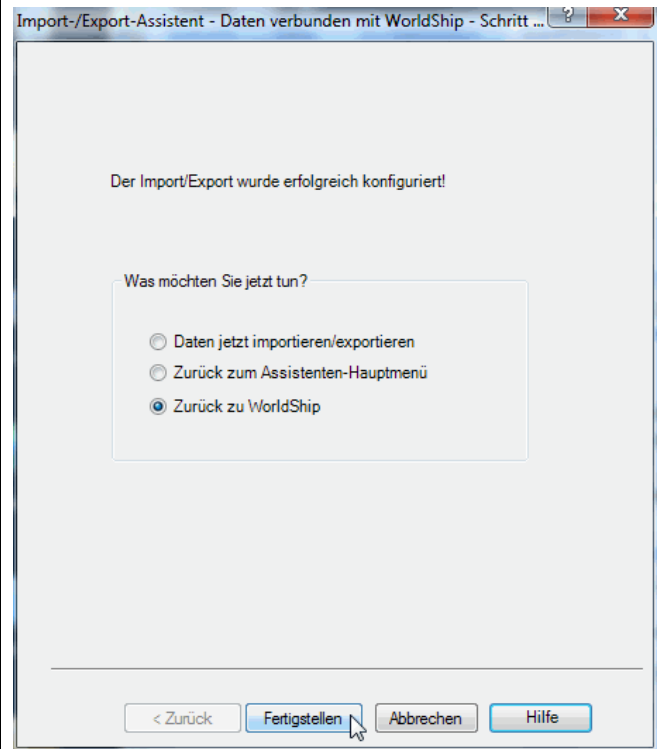 Import-/Export-Assistent - Daten verbunden mit WorldShip - Schritt ...
Der Import/Export wurde erfolgreich konfiguriert!
Was möchten Sie jetzt tun?
Daten jetzt importieren/exportieren
Zurück zum Assistenten-Hauptmenü
Zurück zu WorldShip
< Zurück Fertigstellen Abbrechen Hilfe